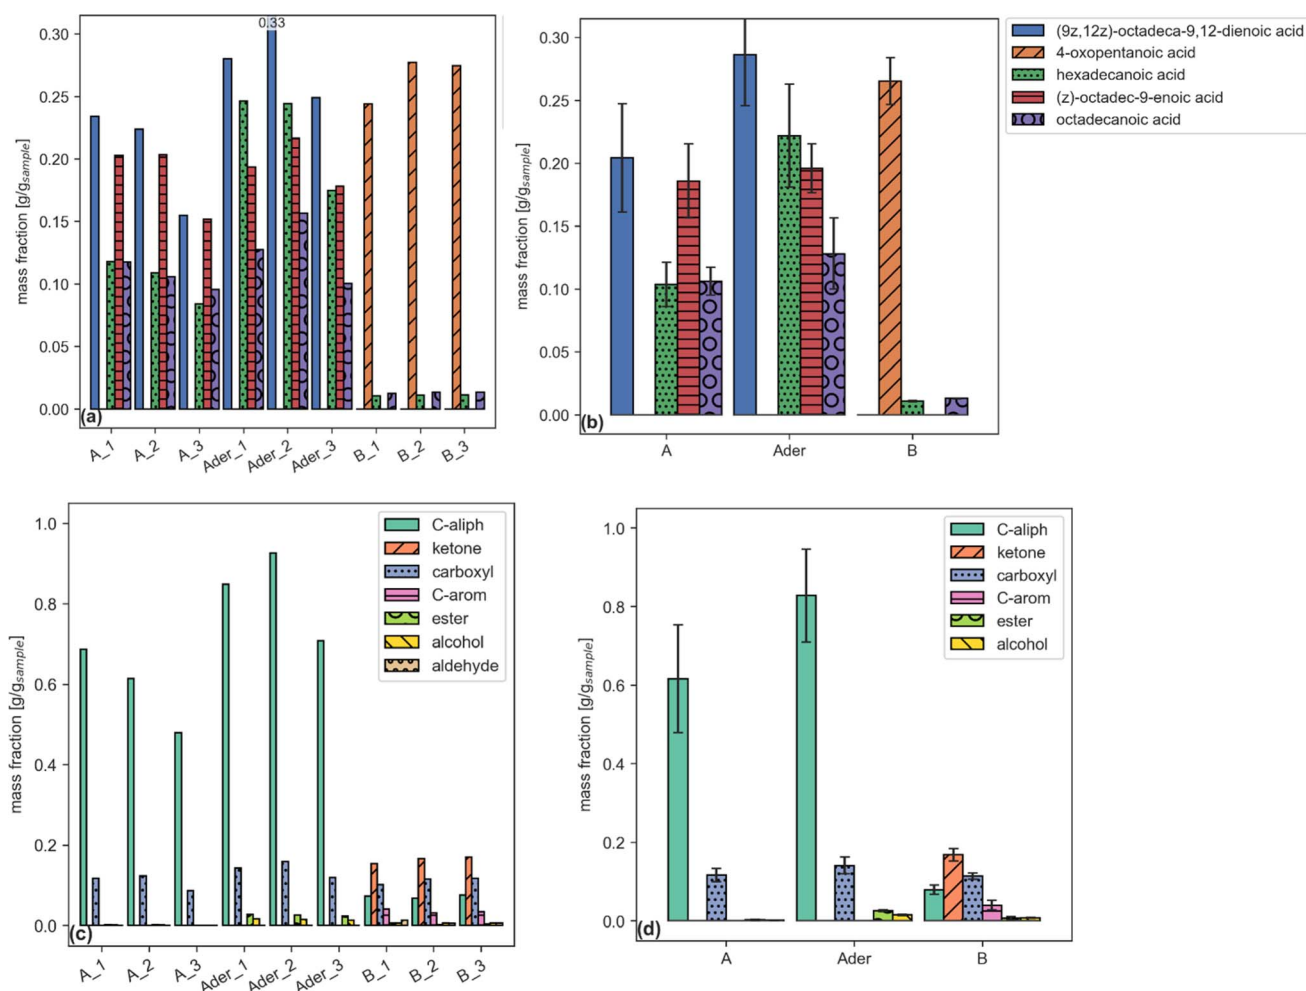 0.33
0.30
0.25
0.20
0.15
0.10
0.05
0.00
mass fraction [g/g_sample]
(a)
A_1
A_2
A_3
Ader_1
Ader_2
Ader_3
B_1
B_2
B_3
0.30
0.25
0.20
0.15
0.10
0.05
0.00
mass fraction [g/g_sample]
(b)
A
Ader
B
(9z,12z)-octadeca-9,12-dienoic acid
4-oxopentanoic acid
hexadecanoic acid
(z)-octadec-9-enoic acid
octadecanoic acid
1.0
0.8
0.6
0.4
0.2
0.0
mass fraction [g/g_sample]
C-aliph
ketone
carboxyl
C-arom
ester
alcohol
aldehyde
(c)
A_1
A_2
A_3
Ader_1
Ader_2
Ader_3
B_1
B_2
B_3
1.0
0.8
0.6
0.4
0.2
0.0
mass fraction [g/g_sample]
C-aliph
ketone
carboxyl
C-arom
ester
alcohol
(d)
A
Ader
B